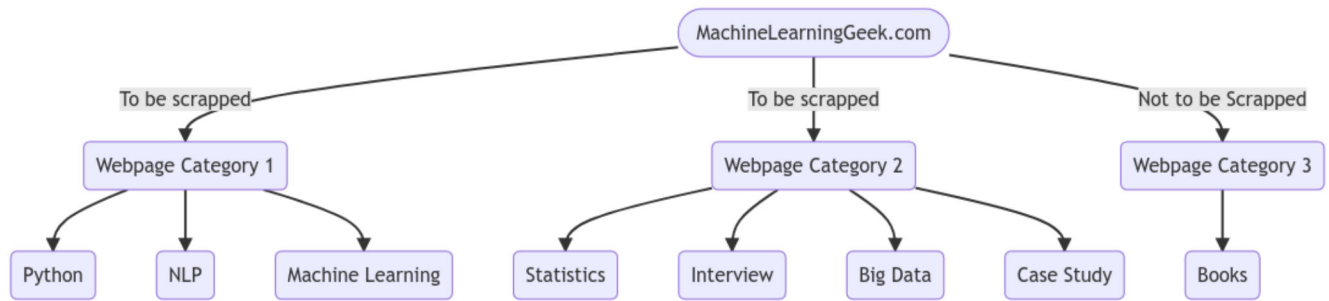 MachineLearningGeek.com
To be scrapped
To be scrapped
Not to be Scrapped
Webpage Category 1
Webpage Category 2
Webpage Category 3
Python
NLP
Machine Learning
Statistics
Interview
Big Data
Case Study
Books